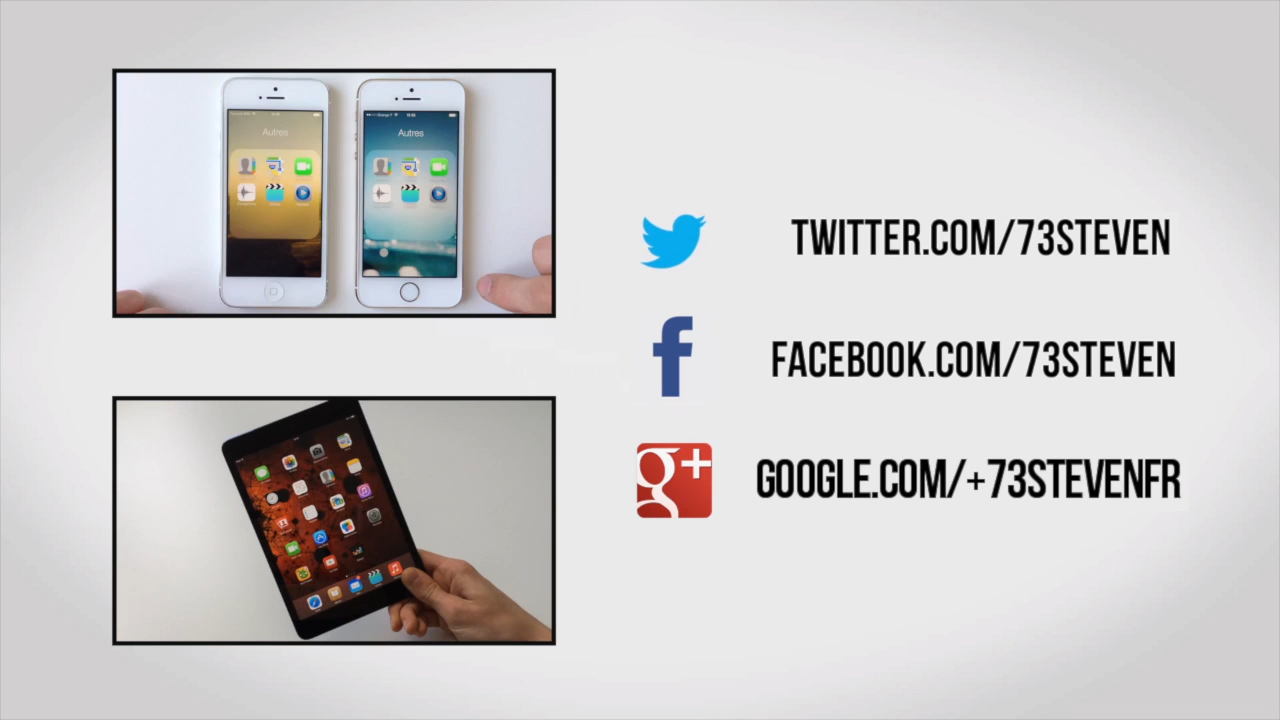 Autres
Autres
TWITTER.COM/73STEVEN
FACEBOOK.COM/73STEVEN
g+
GOOGLE.COM/+73STEVENFR